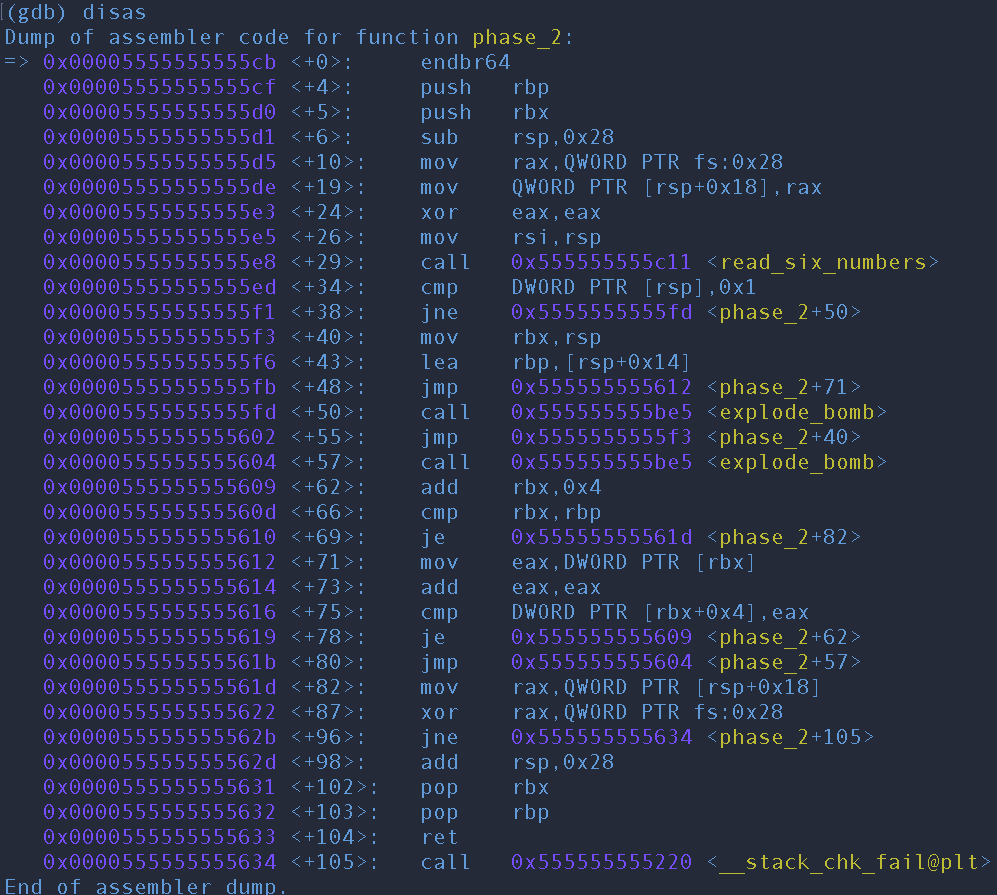 (gdb) disas
Dump of assembler code for function phase_2:
=> 0x00005555555555cb <+0>:     endbr64
   0x00005555555555cf <+4>:     push   rbp
   0x00005555555555d0 <+5>:     push   rbx
   0x00005555555555d1 <+6>:     sub    rsp,0x28
   0x00005555555555d5 <+10>:    mov    rax,QWORD PTR fs:0x28
   0x00005555555555de <+19>:    mov    QWORD PTR [rsp+0x18],rax
   0x00005555555555e3 <+24>:    xor    eax,eax
   0x00005555555555e5 <+26>:    mov    rsi,rsp
   0x00005555555555e8 <+29>:    call   0x555555555c11 <read_six_numbers>
   0x00005555555555ed <+34>:    cmp    DWORD PTR [rsp],0x1
   0x00005555555555f1 <+38>:    jne    0x5555555555fd <phase_2+50>
   0x00005555555555f3 <+40>:    mov    rbx,rsp
   0x00005555555555f6 <+43>:    lea    rbp,[rsp+0x14]
   0x00005555555555fb <+48>:    jmp    0x555555555612 <phase_2+71>
   0x00005555555555fd <+50>:    call   0x555555555be5 <explode_bomb>
   0x0000555555555602 <+55>:    jmp    0x5555555555f3 <phase_2+40>
   0x0000555555555604 <+57>:    call   0x555555555be5 <explode_bomb>
   0x0000555555555609 <+62>:    add    rbx,0x4
   0x000055555555560d <+66>:    cmp    rbx,rbp
   0x0000555555555610 <+69>:    je     0x55555555561d <phase_2+82>
   0x0000555555555612 <+71>:    mov    eax,DWORD PTR [rbx]
   0x0000555555555614 <+73>:    add    eax,eax
   0x0000555555555616 <+75>:    cmp    DWORD PTR [rbx+0x4],eax
   0x0000555555555619 <+78>:    je     0x555555555609 <phase_2+62>
   0x000055555555561b <+80>:    jmp    0x555555555604 <phase_2+57>
   0x000055555555561d <+82>:    mov    rax,QWORD PTR [rsp+0x18]
   0x0000555555555622 <+87>:    xor    rax,QWORD PTR fs:0x28
   0x000055555555562b <+96>:    jne    0x555555555634 <phase_2+105>
   0x000055555555562d <+98>:    add    rsp,0x28
   0x0000555555555631 <+102>:   pop    rbx
   0x0000555555555632 <+103>:   pop    rbp
   0x0000555555555633 <+104>:   ret
   0x0000555555555634 <+105>:   call   0x555555555220 <__stack_chk_fail@plt>
End of assembler dump.